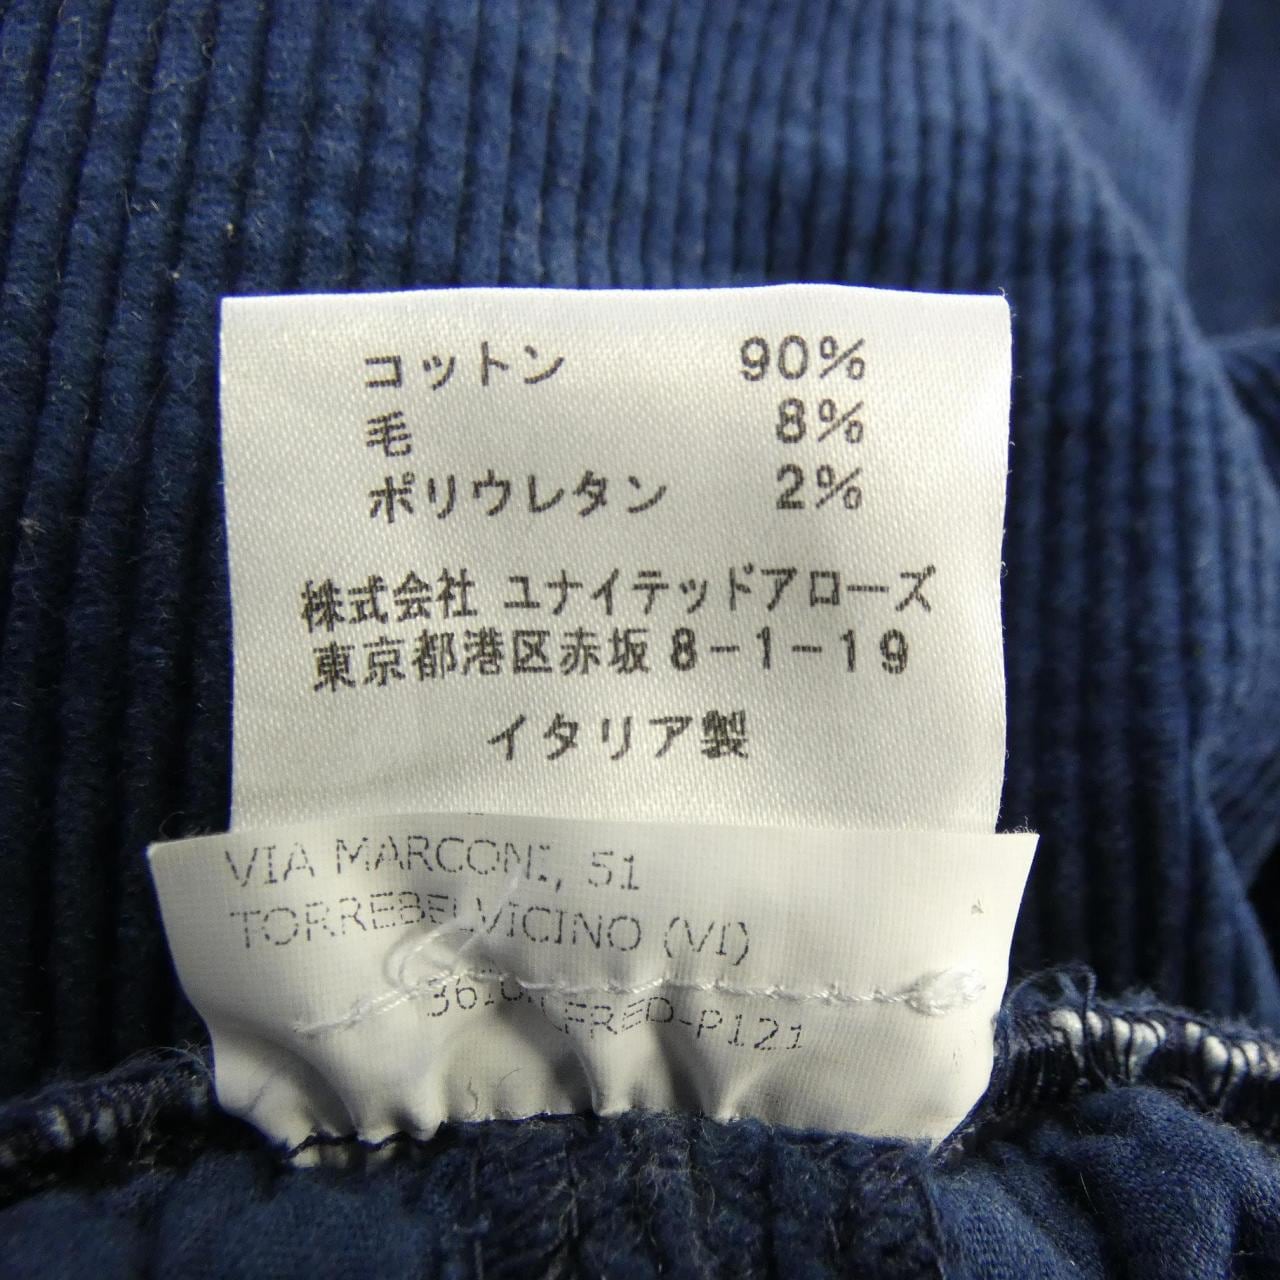 コットン 90%
毛 8%
ポリウレタン 2%
株式会社 ユナイテッドアローズ
東京都港区赤坂 8-1-19
イタリア製
VIA MARCONI, 51
TORREBELVICINO (VI)
FRED-P121